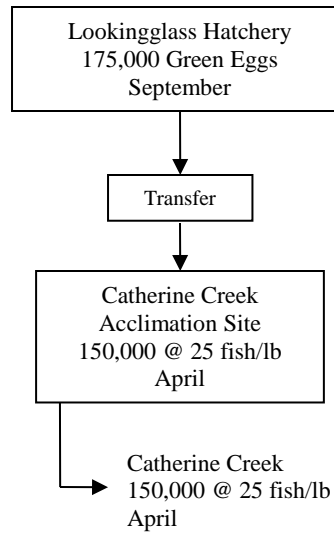 Lookingglass Hatchery
175,000 Green Eggs
September
Transfer
Catherine Creek
Acclimation Site
150,000 @ 25 fish/lb
April
Catherine Creek
150,000 @ 25 fish/lb
April